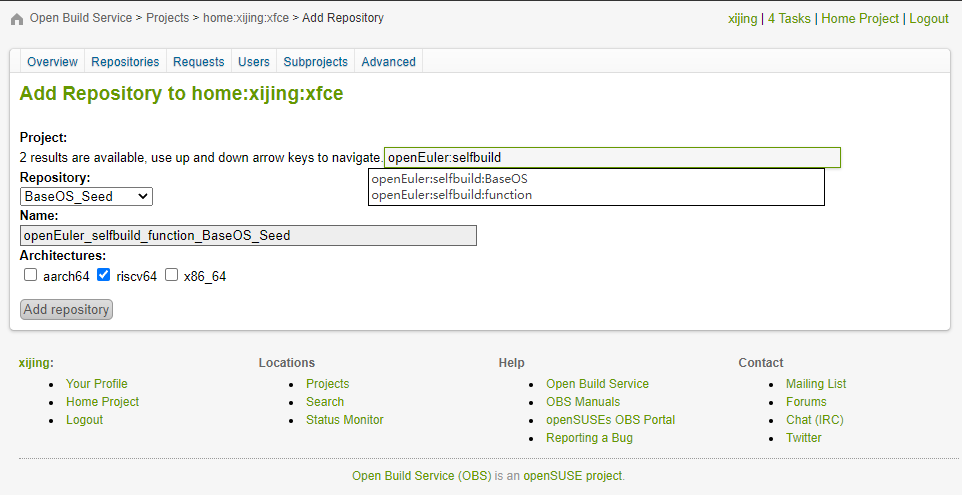 Open Build Service > Projects > home:xijing:xfce > Add Repository
xijing | 4 Tasks | Home Project | Logout
Overview Repositories Requests Users Subprojects Advanced
Add Repository to home:xijing:xfce
Project:
2 results are available, use up and down arrow keys to navigate. openEuler:selfbuild
openEuler:selfbuild:BaseOS
openEuler:selfbuild:function
Repository:
BaseOS_Seed
Name:
openEuler_selfbuild_function_BaseOS_Seed
Architectures:
aarch64 riscv64 x86_64
Add repository
xijing:
Your Profile
Home Project
Logout
Locations
Projects
Search
Status Monitor
Help
Open Build Service
OBS Manuals
openSUSEs OBS Portal
Reporting a Bug
Contact
Mailing List
Forums
Chat (IRC)
Twitter
Open Build Service (OBS) is an openSUSE project.